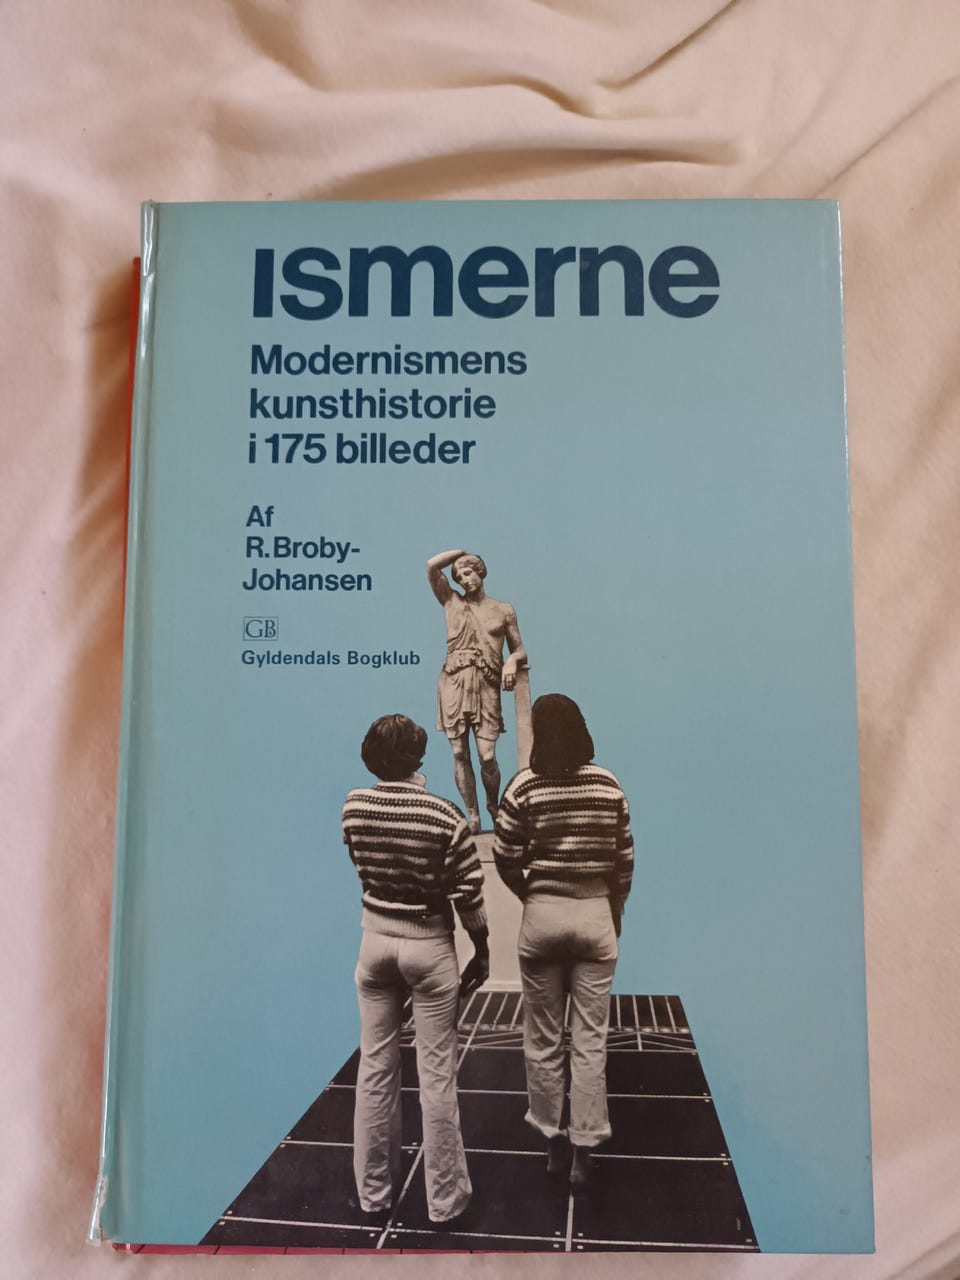 ismerne
Modernismens
kunsthistorie
i 175 billeder
Af
R. Broby-
Johansen
GB
Gyldendals Bogklub